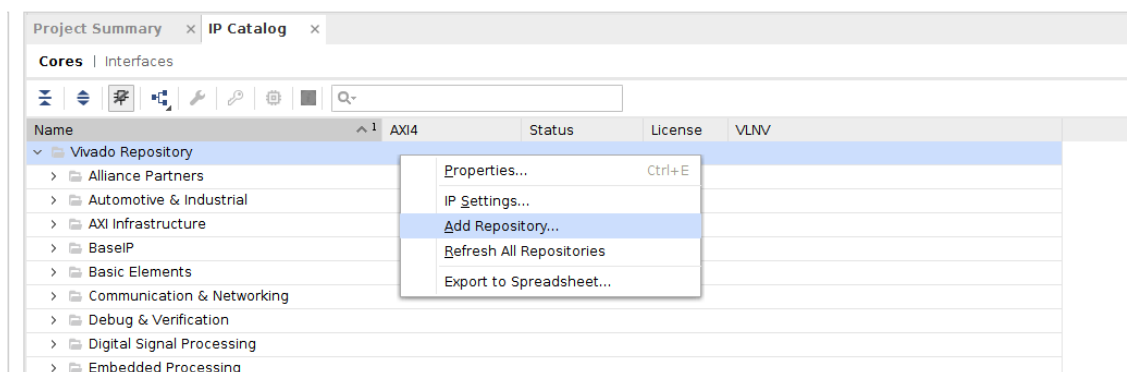 Project Summary × IP Catalog ×
Cores | Interfaces
Name 1 AXI4 Status License VLNV
Vivado Repository
Alliance Partners
Automotive & Industrial
AXI Infrastructure
BaseIP
Basic Elements
Communication & Networking
Debug & Verification
Digital Signal Processing
Embedded Processing
Properties... Ctrl+E
IP Settings...
Add Repository...
Refresh All Repositories
Export to Spreadsheet...